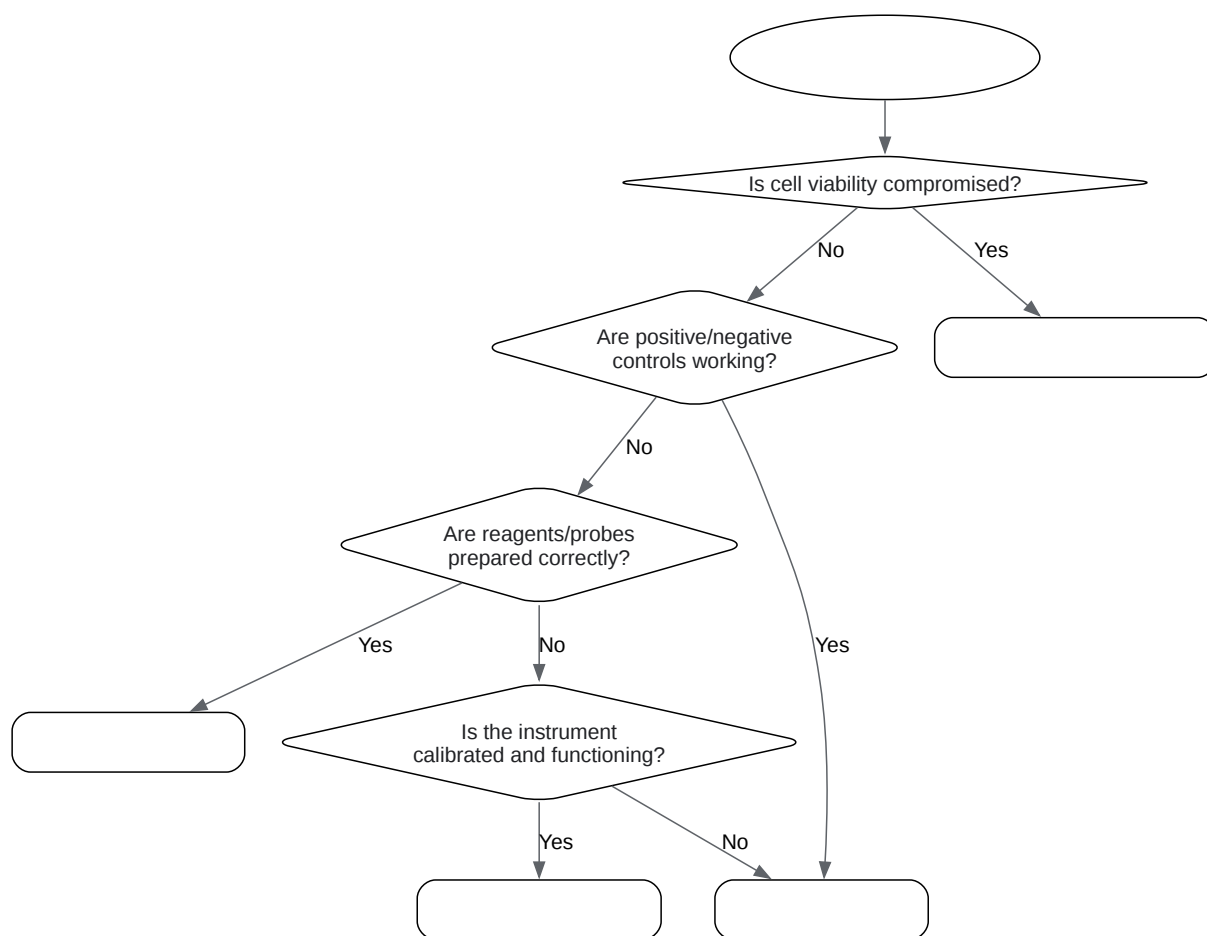 Is cell viability compromised?
No
Yes
Are positive/negative
controls working?
No
Are reagents/probes
prepared correctly?
Yes
No
Yes
Is the instrument
calibrated and functioning?
Yes
No